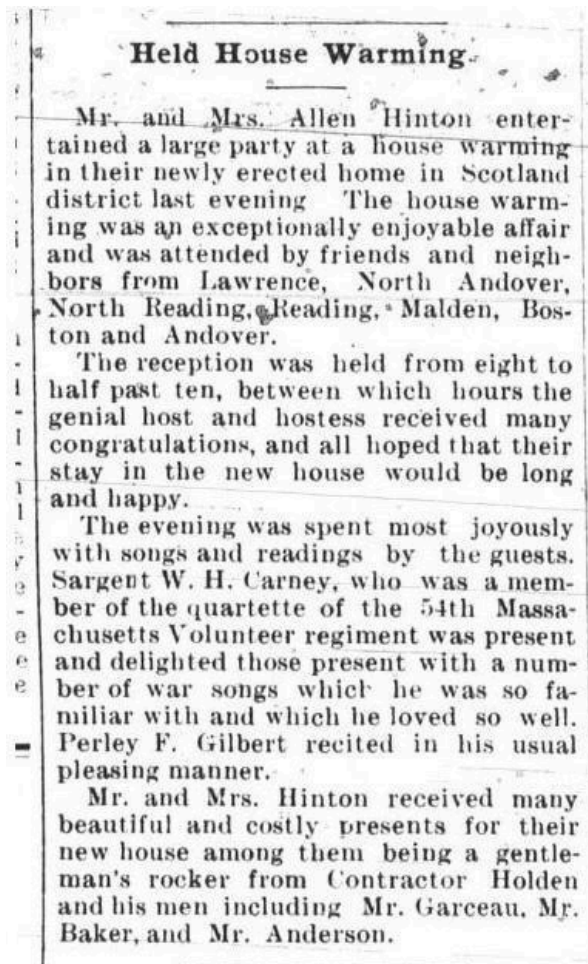 Held House Warming
Mr. and Mrs. Allen Hinton enter-
tained a large party at a house warming
in their newly erected home in Scotland
district last evening The house warm-
ing was an exceptionally enjoyable affair
and was attended by friends and neigh-
bors from Lawrence, North Andover,
North Reading, Reading, Malden, Bos-
ton and Andover.
The reception was held from eight to
half past ten, between which hours the
genial host and hostess received many
congratulations, and all hoped that their
stay in the new house would be long
and happy.
The evening was spent most joyously
with songs and readings by the guests.
Sargent W. H. Carney, who was a mem-
ber of the quartette of the 54th Massa-
chusetts Volunteer regiment was present
and delighted those present with a num-
ber of war songs which he was so fa-
miliar with and which he loved so well.
Perley F. Gilbert recited in his usual
pleasing manner.
Mr. and Mrs. Hinton received many
beautiful and costly presents for their
new house among them being a gentle-
man's rocker from Contractor Holden
and his men including Mr. Garceau, Mr.
Baker, and Mr. Anderson.